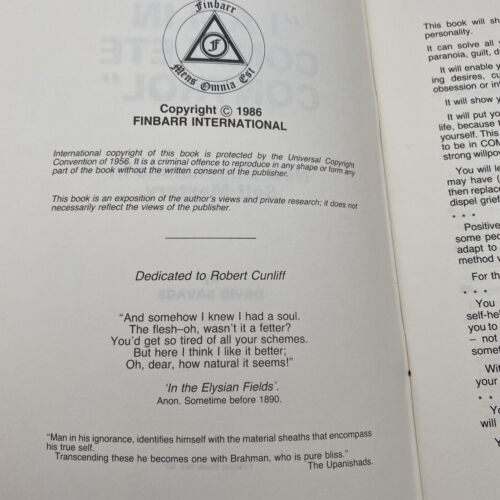 Finbarr
F
Mens Omnia Est
Copyright © 1986
FINBARR INTERNATIONAL
International copyright of this book is protected by the Universal Copyright
Convention of 1956. It is a criminal offence to reproduce in any shape or form any
part of the book without the written consent of the publisher.
This book is an exposition of the author's views and private research; it does not
necessarily reflect the views of the publisher.
Dedicated to Robert Cunliff
"And somehow I knew I had a soul.
The flesh–oh, wasn't it a fetter?
You'd get so tired of all your schemes.
But here I think I like it better;
Oh, dear, how natural it seems!"
'In the Elysian Fields'.
Anon. Sometime before 1890.
"Man in his ignorance, identifies himself with the material sheaths that encompass
his true self.
Transcending these he becomes one with Brahman, who is pure bliss."
The Upanishads.
This book will sh
personality.
It can solve all
paranoia, guilt, d
It will enable y
ing desires, cu
obsession or in
It will show y
It will put yo
life, because t
yourself. This
to be in COM
strong willpov
You will le
may have (
then replac
dispel grief
* * *
Positive
some peo
adapt to
method v
For th
* * *
You
self-hel
you to
– not
somet
Wit
your
* *
Yo
will
Y